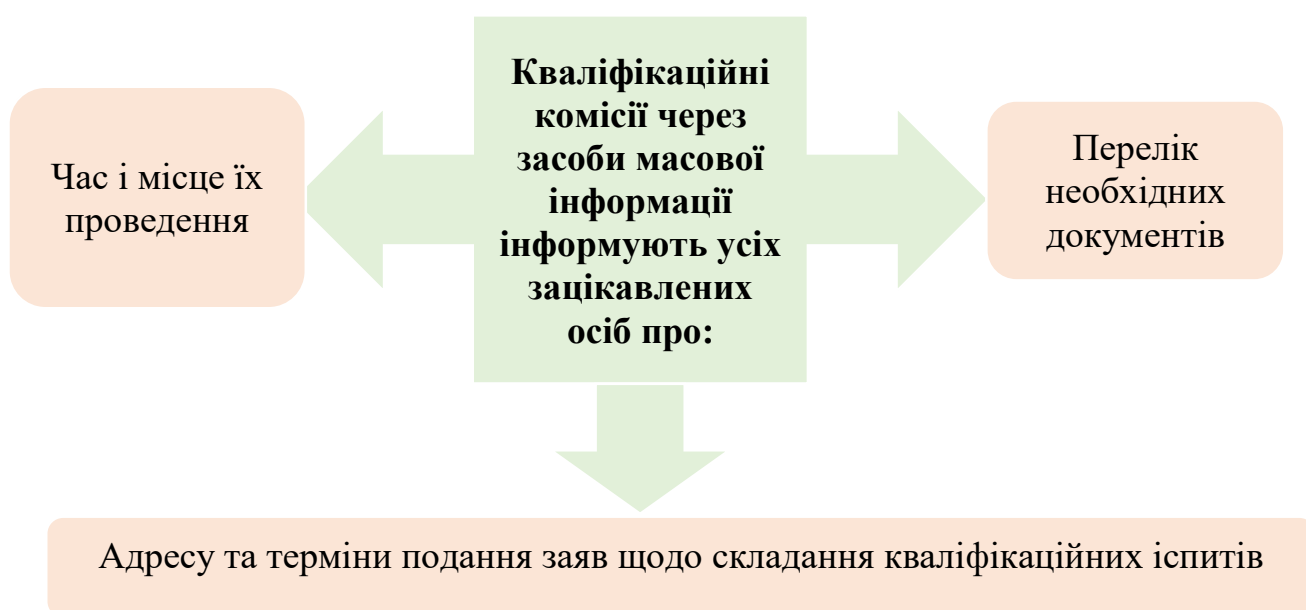 Кваліфікаційні
комісії через
засоби масової
інформації
інформують усіх
зацікавлених
осіб про:
Час і місце їх
проведення
Перелік
необхідних
документів
Адресу та терміни подання заяв щодо складання кваліфікаційних іспитів